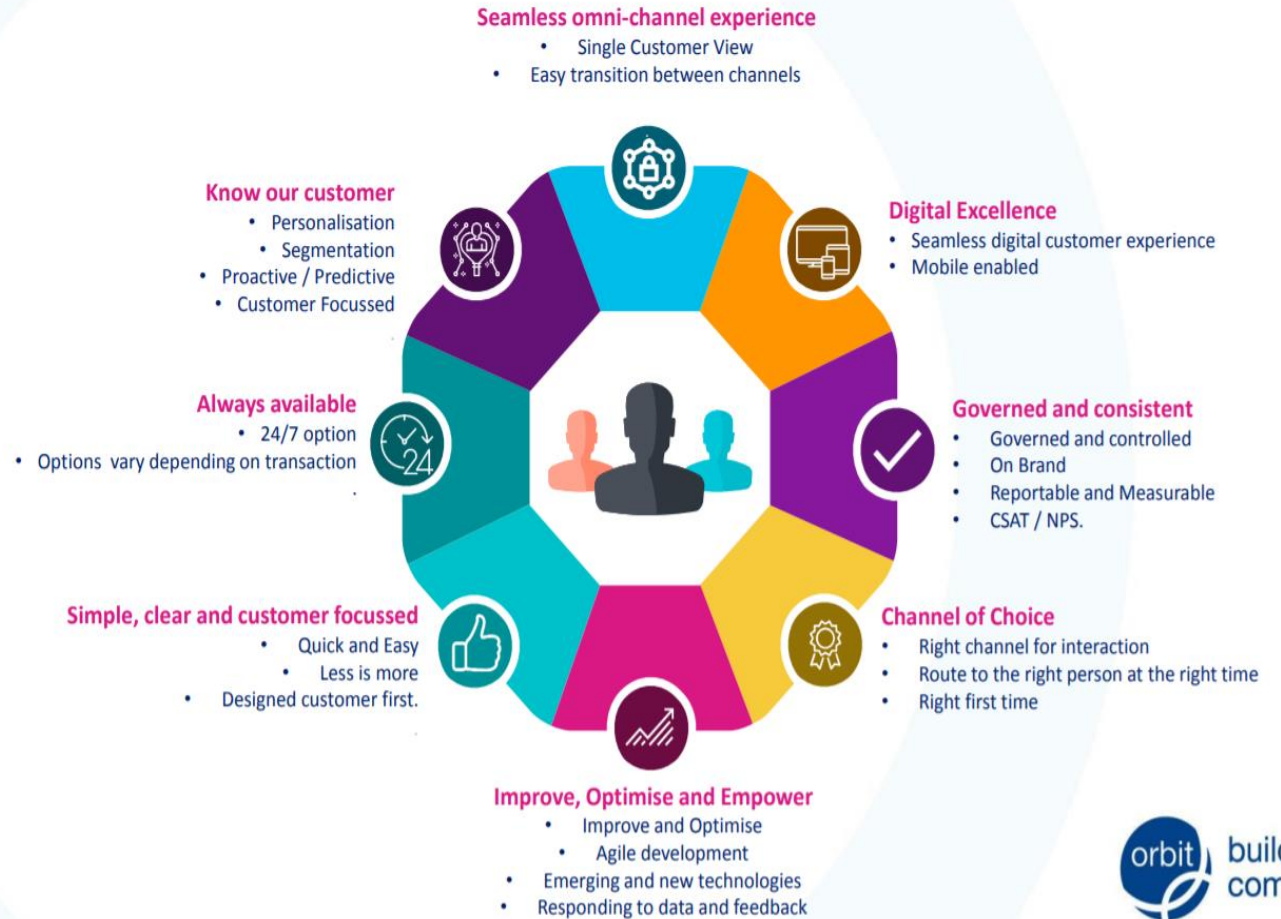 Seamless omni-channel experience
• Single Customer View
• Easy transition between channels
Know our customer
• Personalisation
• Segmentation
• Proactive / Predictive
• Customer Focussed
Digital Excellence
• Seamless digital customer experience
• Mobile enabled
Always available
• 24/7 option
• Options vary depending on transaction
24
Governed and consistent
• Governed and controlled
• On Brand
• Reportable and Measurable
• CSAT / NPS.
Simple, clear and customer focussed
• Quick and Easy
• Less is more
• Designed customer first.
Channel of Choice
• Right channel for interaction
• Route to the right person at the right time
• Right first time
Improve, Optimise and Empower
• Improve and Optimise
• Agile development
• Emerging and new technologies
• Responding to data and feedback
orbit